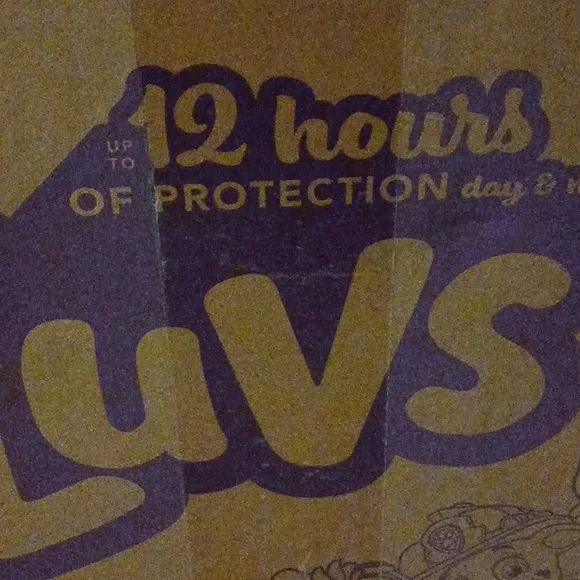 UP TO 12 hours
OF PROTECTION day &
Luvs